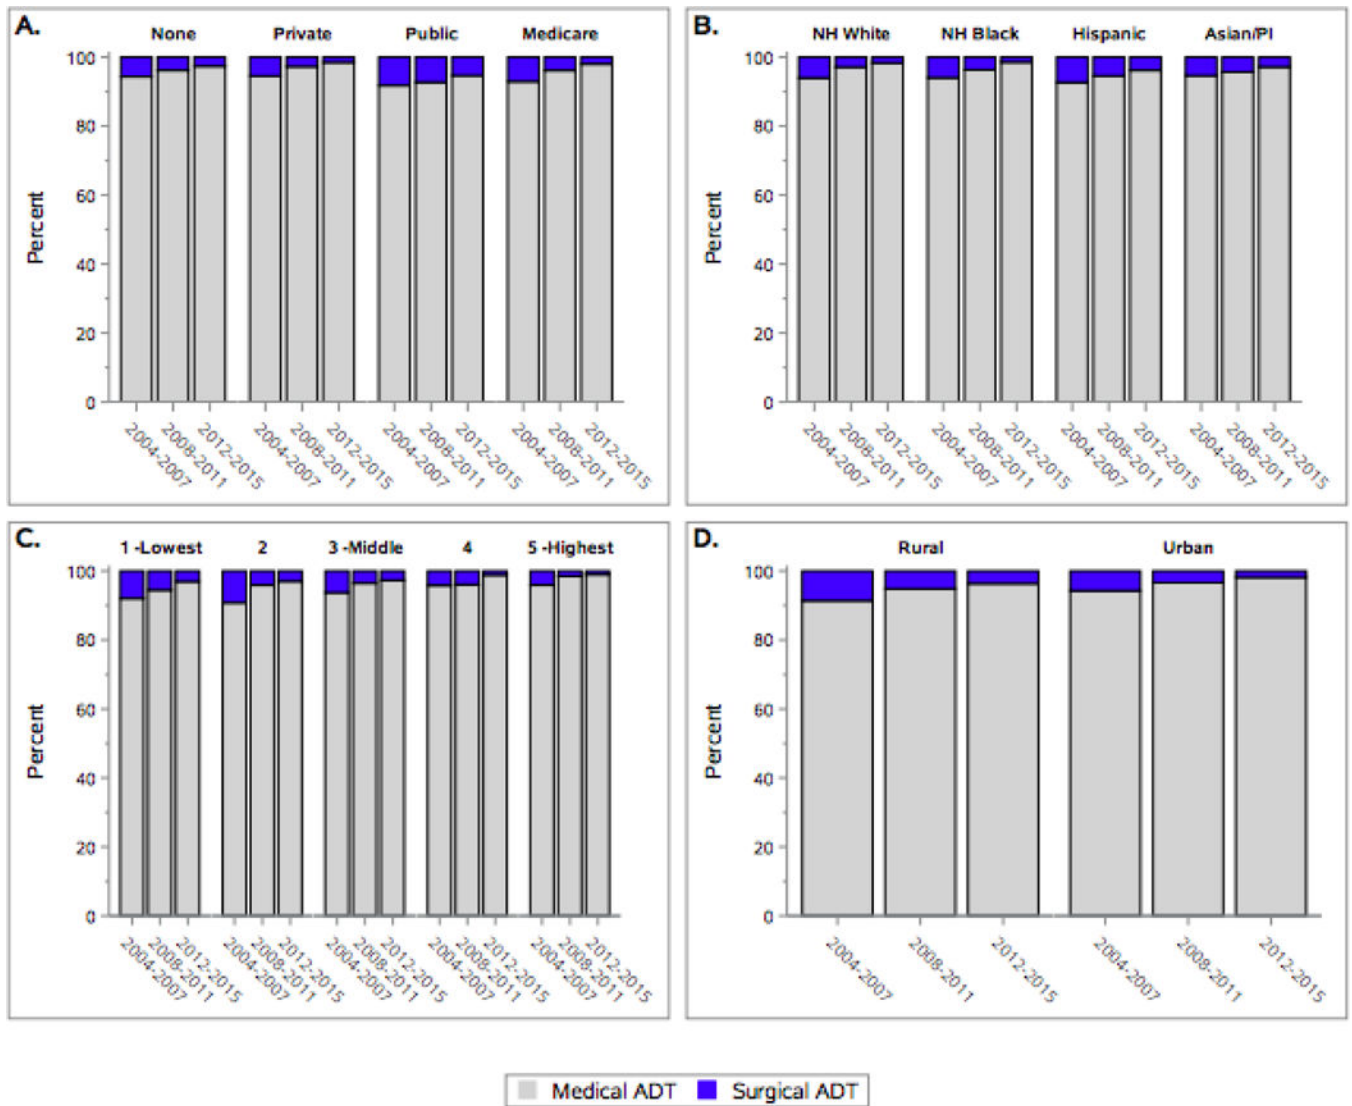 A.
None Private Public Medicare
100
80
60
40
20
0
Percent
2004-2007 2008-2011 2012-2015 2004-2007 2008-2011 2012-2015 2004-2007 2008-2011 2012-2015 2004-2007 2008-2011 2012-2015
B.
NH White NH Black Hispanic Asian/PI
100
80
60
40
20
0
Percent
2004-2007 2008-2011 2012-2015 2004-2007 2008-2011 2012-2015 2004-2007 2008-2011 2012-2015 2004-2007 2008-2011 2012-2015
C.
1 -Lowest 2 3 -Middle 4 5 -Highest
100
80
60
40
20
0
Percent
2004-2007 2008-2011 2012-2015 2004-2007 2008-2011 2012-2015 2004-2007 2008-2011 2012-2015 2004-2007 2008-2011 2012-2015 2004-2007 2008-2011 2012-2015
D.
Rural Urban
100
80
60
40
20
0
Percent
2004-2007 2008-2011 2012-2015 2004-2007 2008-2011 2012-2015
Medical ADT Surgical ADT